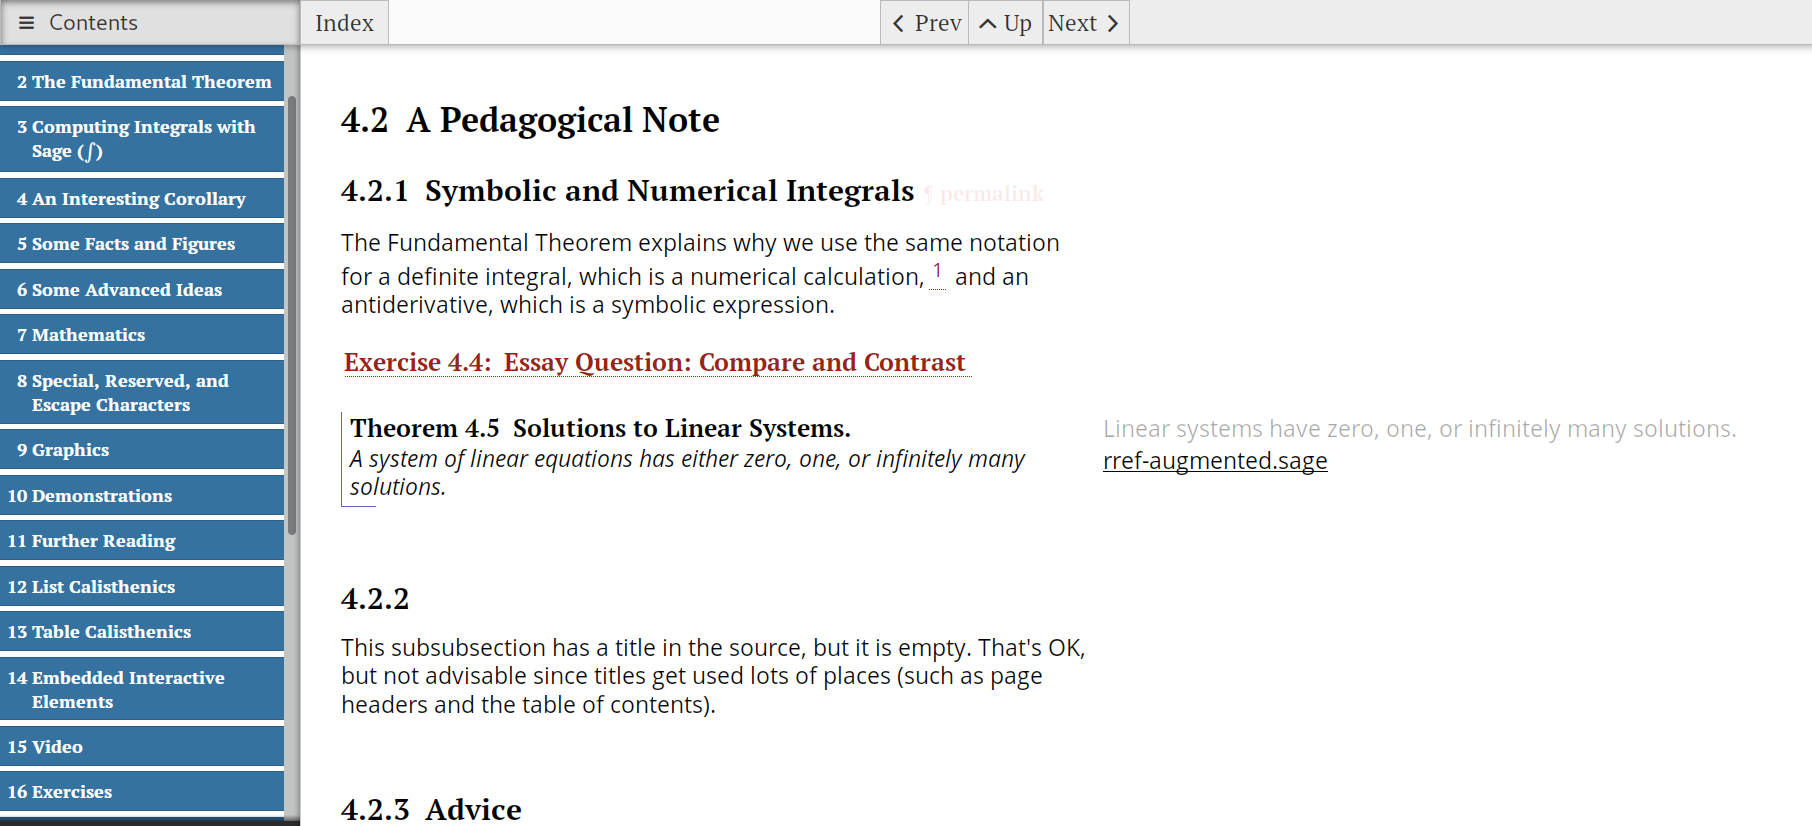 ≡ Contents
Index
Prev
Up
Next
2 The Fundamental Theorem
3 Computing Integrals with
Sage (∫)
4 An Interesting Corollary
5 Some Facts and Figures
6 Some Advanced Ideas
7 Mathematics
8 Special, Reserved, and
Escape Characters
9 Graphics
10 Demonstrations
11 Further Reading
12 List Calisthenics
13 Table Calisthenics
14 Embedded Interactive
Elements
15 Video
16 Exercises
4.2 A Pedagogical Note
4.2.1 Symbolic and Numerical Integrals ¶ permalink
The Fundamental Theorem explains why we use the same notation
for a definite integral, which is a numerical calculation, 1 and an
antiderivative, which is a symbolic expression.
Exercise 4.4: Essay Question: Compare and Contrast
Theorem 4.5 Solutions to Linear Systems.
A system of linear equations has either zero, one, or infinitely many
solutions.
Linear systems have zero, one, or infinitely many solutions.
rref-augmented.sage
4.2.2
This subsubsection has a title in the source, but it is empty. That's OK,
but not advisable since titles get used lots of places (such as page
headers and the table of contents).
4.2.3 Advice